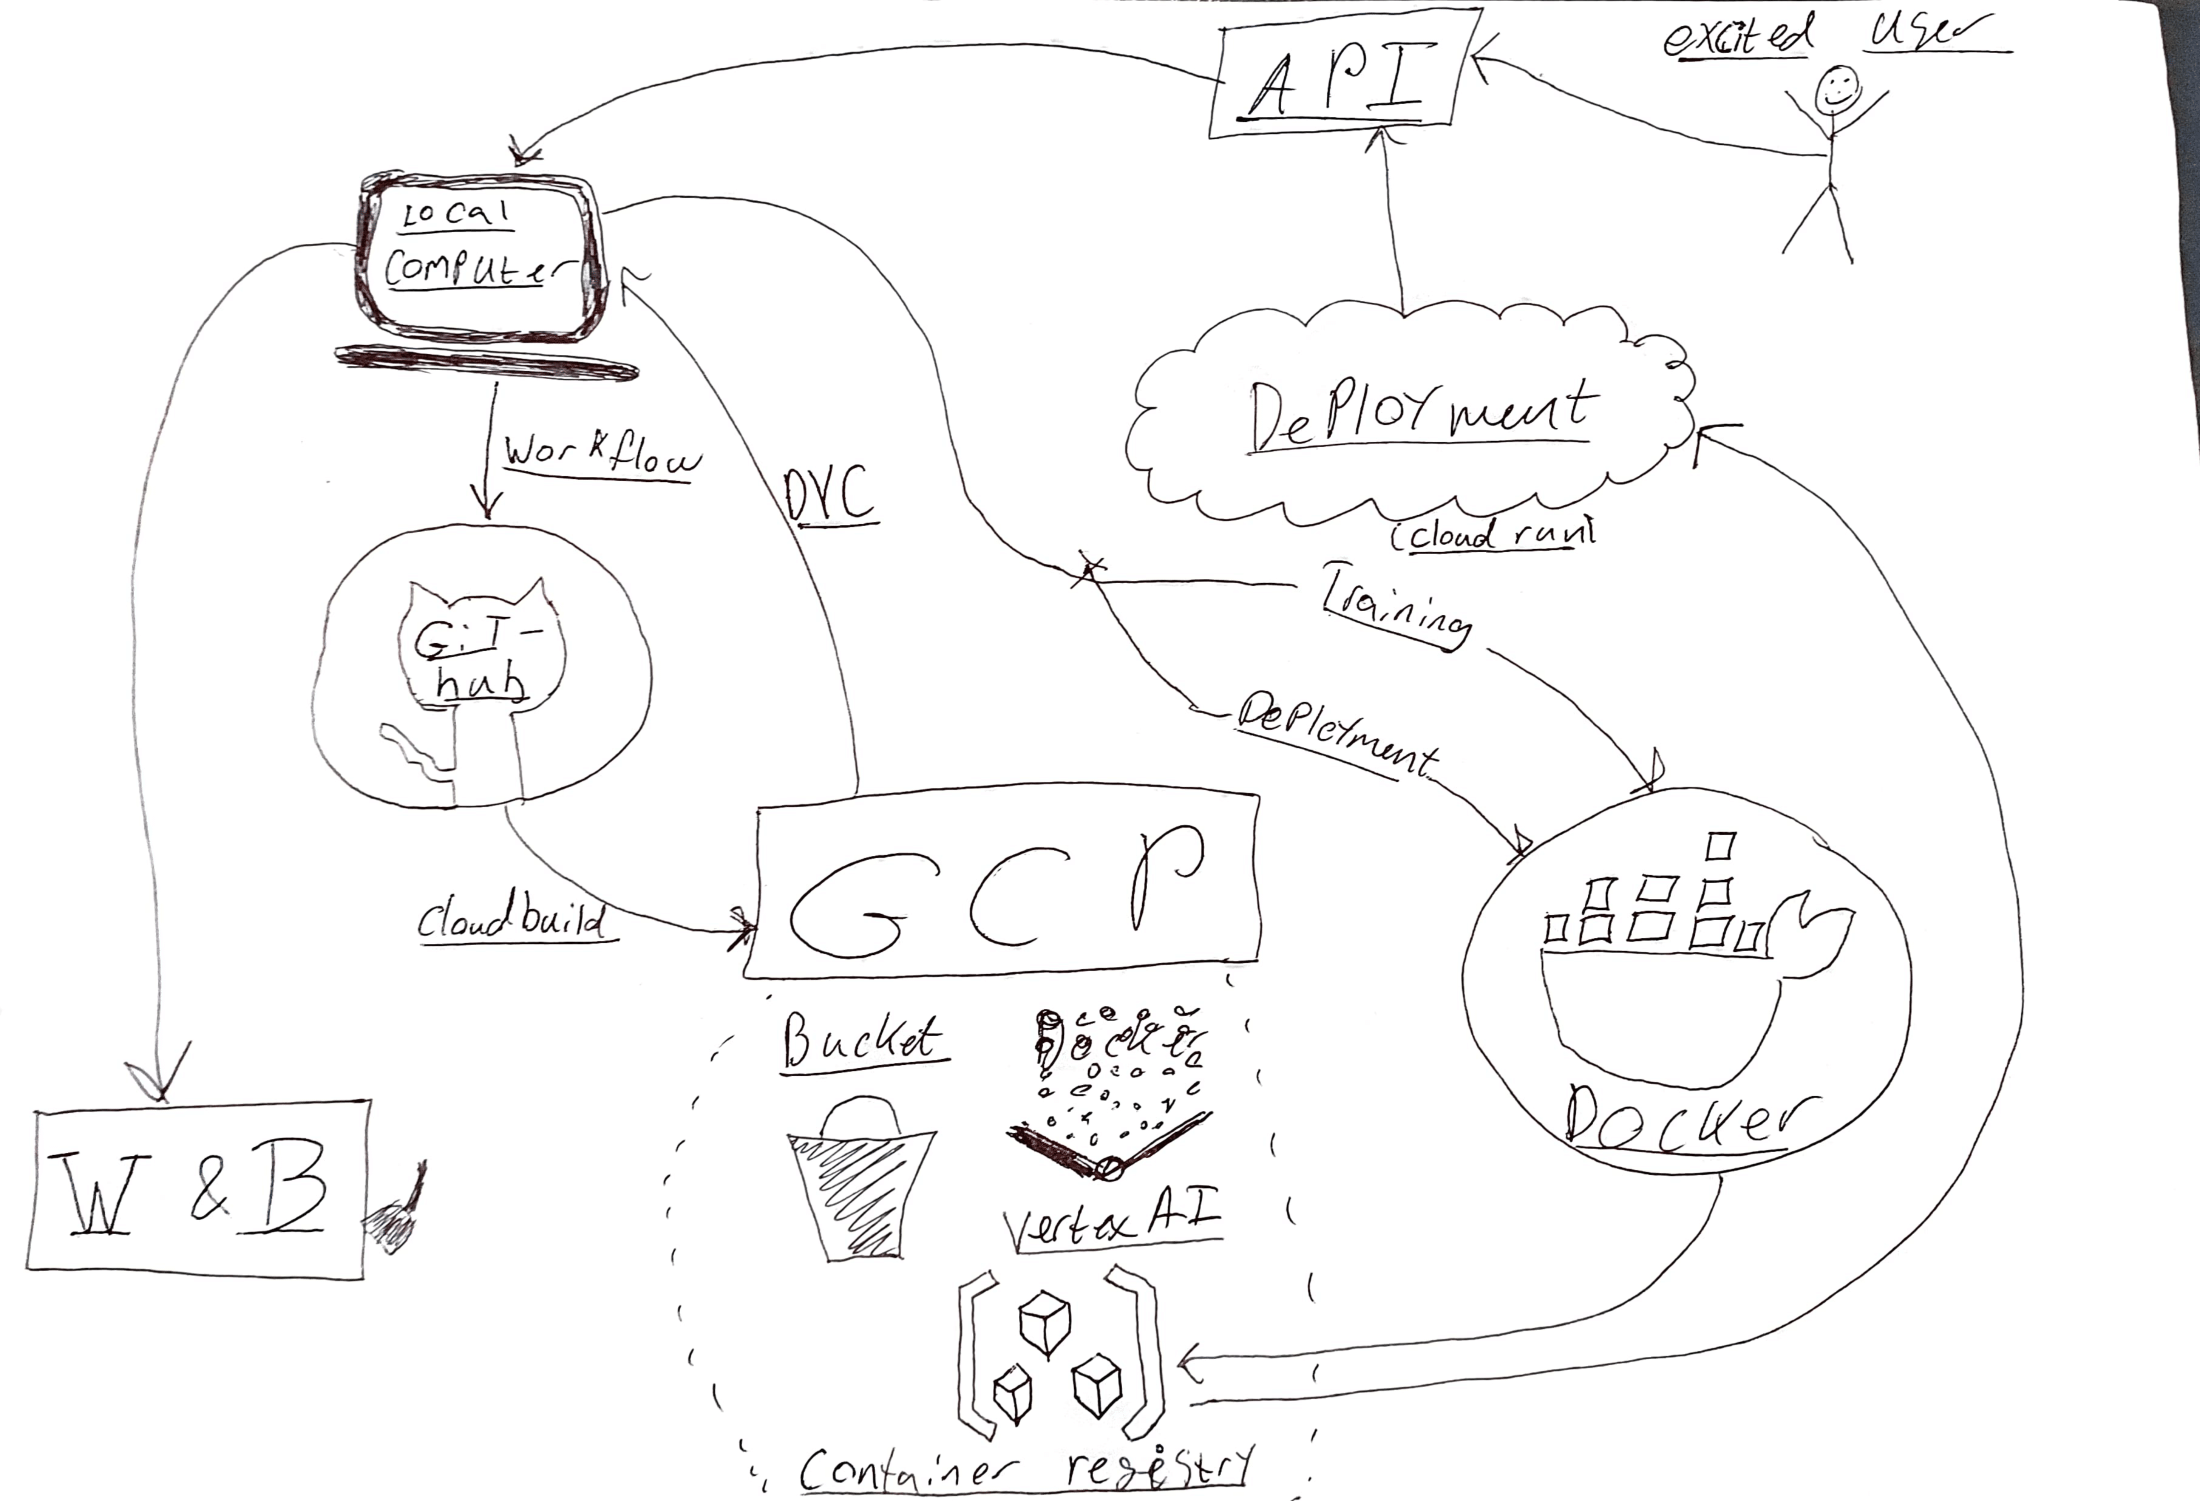 excited user
API
Local
Computer
Workflow
DVC
Deployment
(cloud run)
Training
Deployment
GiT-
hub
Cloudbuild
GCP
Bucket
Docker
Vertex AI
W & B
Container registry